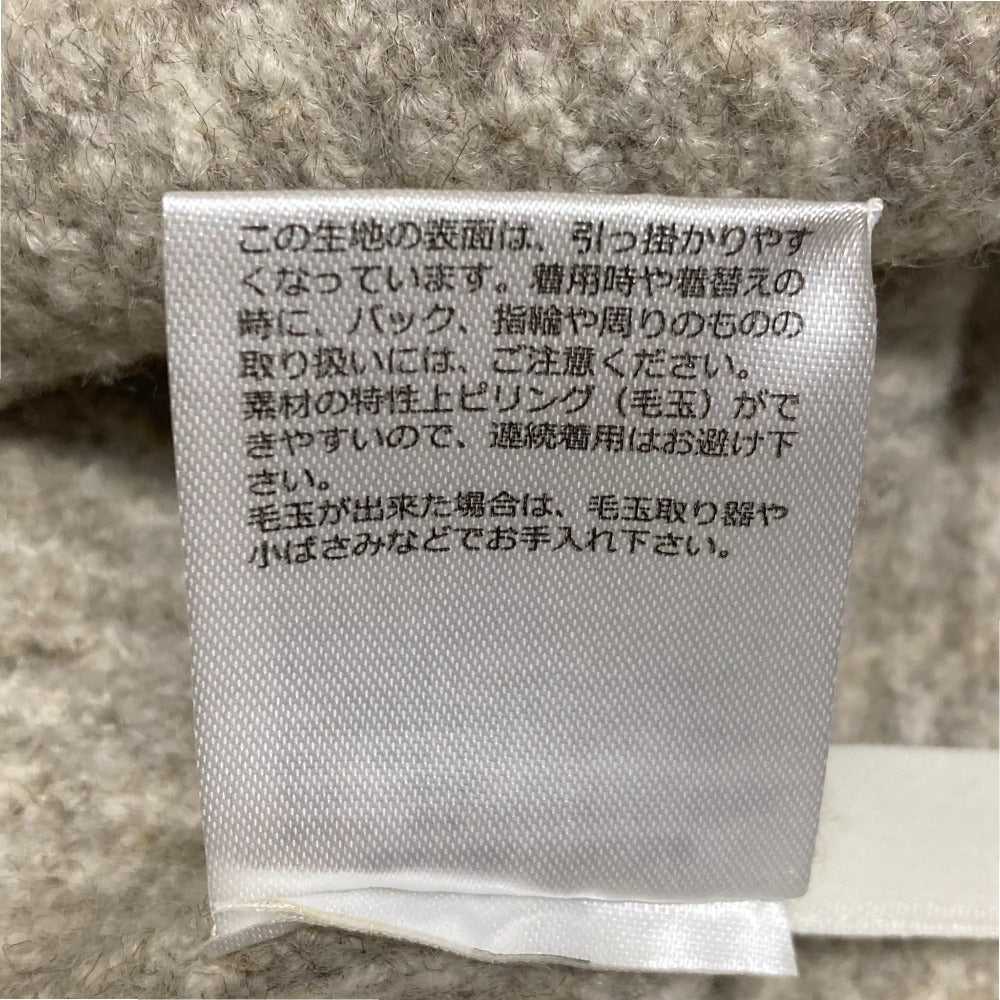 この生地の表面は、引っ掛かりやす
くなっています。着用時や着替えの
時に、バック、指輪や周りのものの
取り扱いには、ご注意ください。
素材の特性上ピリング（毛玉）がで
きやすいので、連続着用はお避け下
さい。
毛玉が出来た場合は、毛玉取り器や
小ばさみなどでお手入れ下さい。